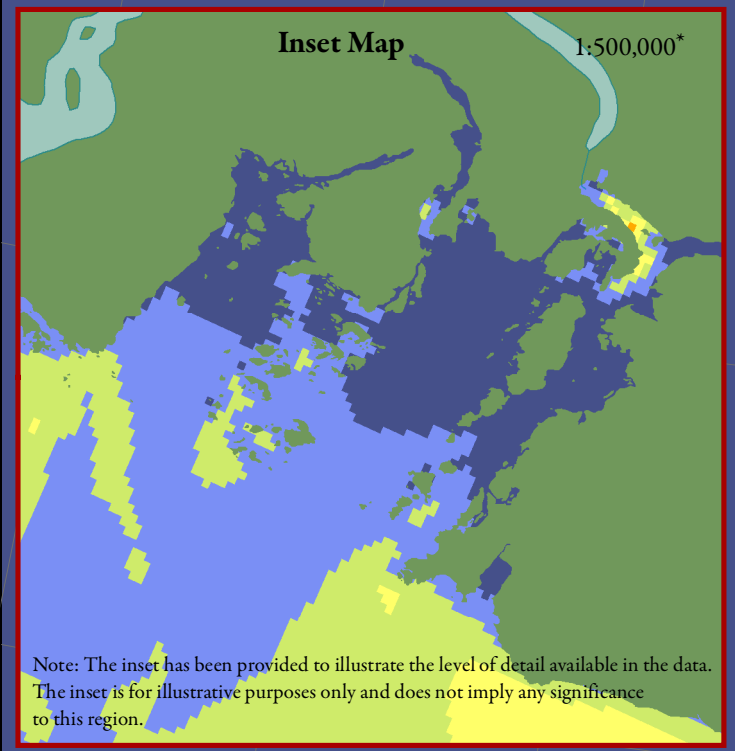 Inset Map
1:500,000*
Note: The inset has been provided to illustrate the level of detail available in the data.
The inset is for illustrative purposes only and does not imply any significance
to this region.